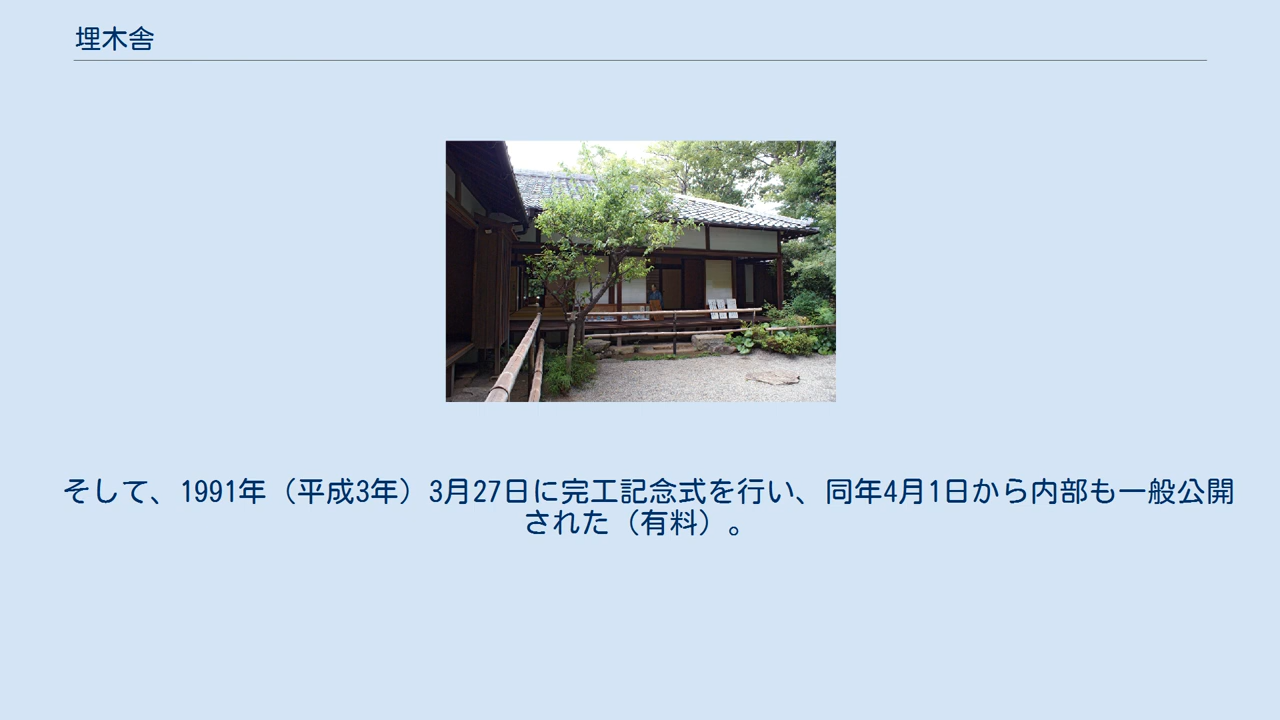 埋木舎
そして、1991年（平成3年）3月27日に完工記念式を行い、同年4月1日から内部も一般公開
された（有料）。